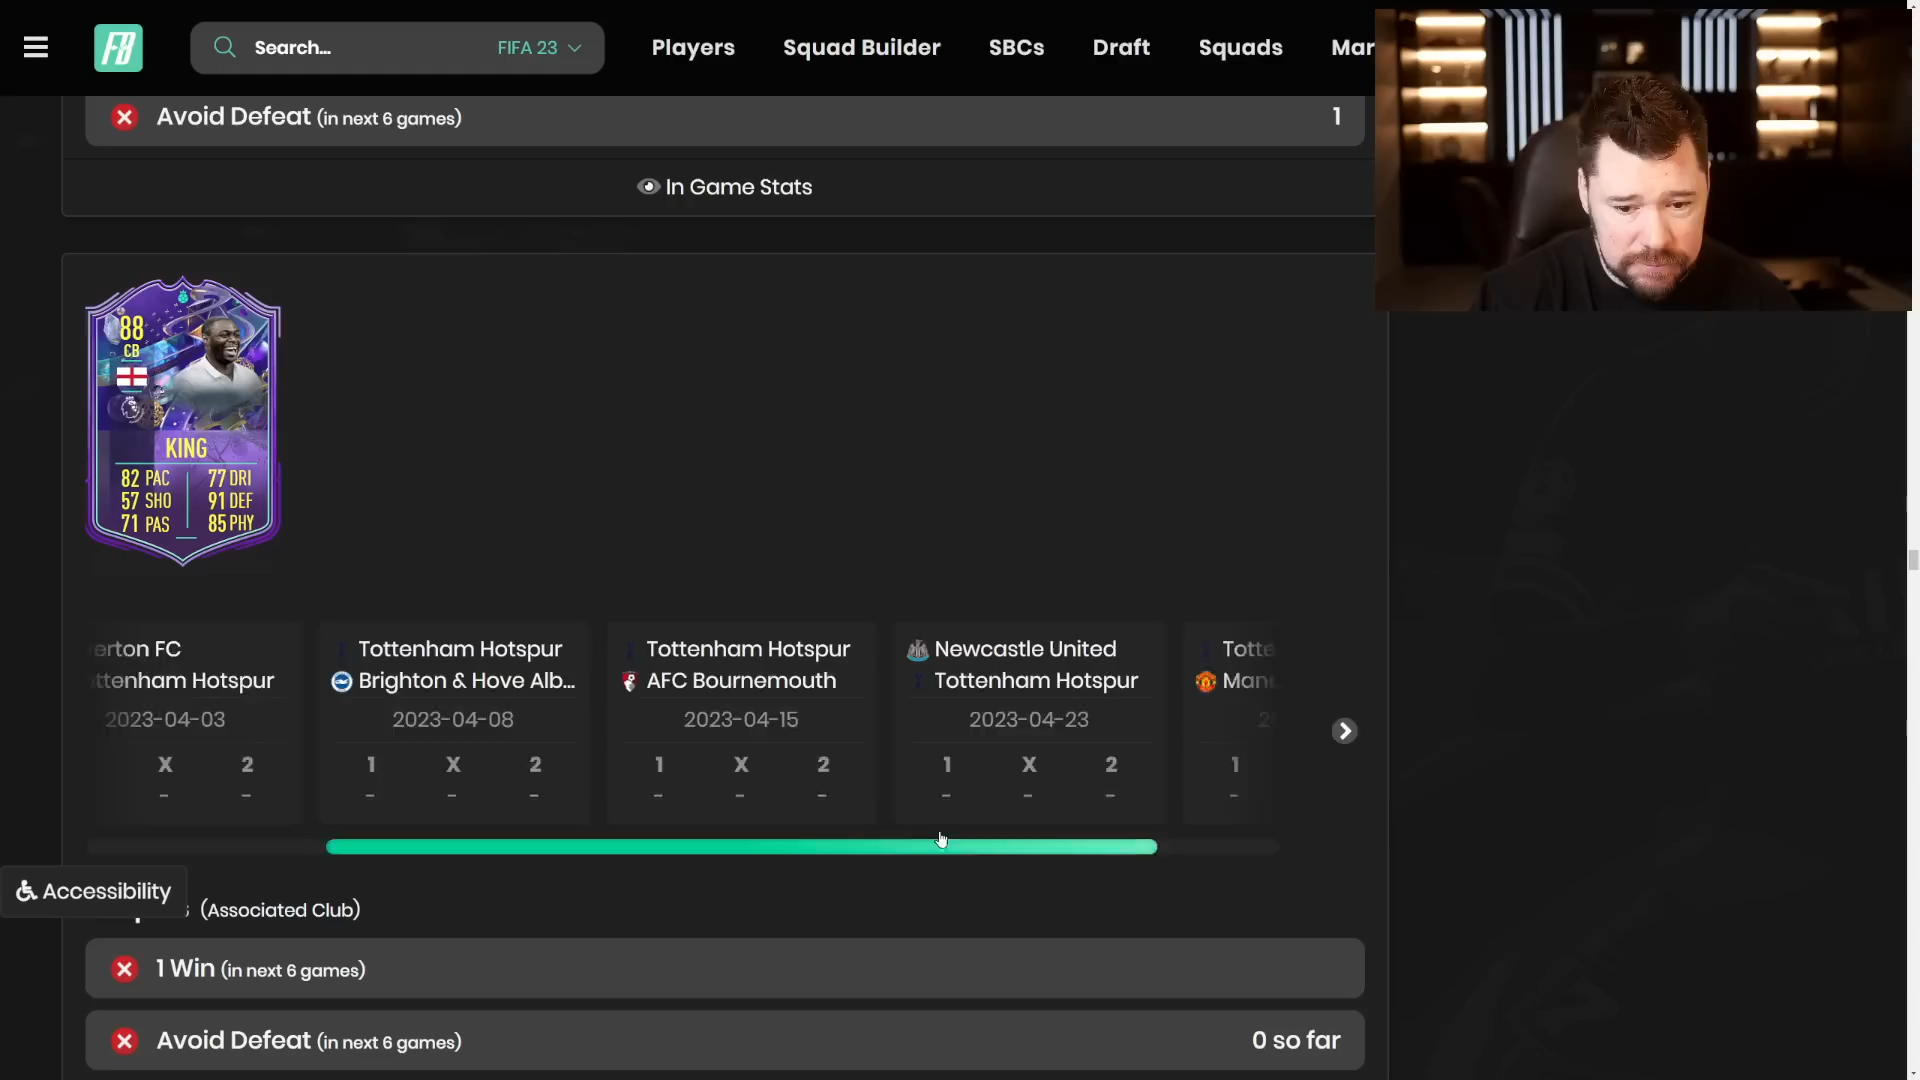 FB
Search...
FIFA 23
Players
Squad Builder
SBCs
Draft
Squads
Mar
Avoid Defeat (in next 6 games)
1
In Game Stats
88
CB
KING
82 PAC 77 DRI
57 SHO 91 DEF
71 PAS 85 PHY
erton FC
ttenham Hotspur
2023-04-03
X 2
- -
Tottenham Hotspur
Brighton & Hove Alb...
2023-04-08
1 X 2
- - -
Tottenham Hotspur
AFC Bournemouth
2023-04-15
1 X 2
- - -
Newcastle United
Tottenham Hotspur
2023-04-23
1 X 2
- - -
Totte
Man
2
1
-
Accessibility
(Associated Club)
1 Win (in next 6 games)
Avoid Defeat (in next 6 games)
0 so far